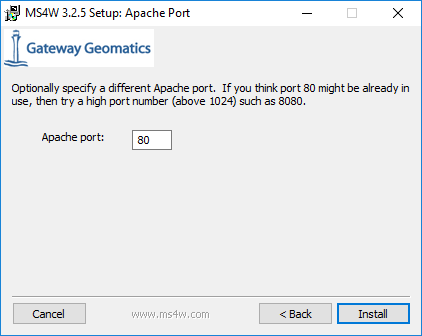 MS4W 3.2.5 Setup: Apache Port
Gateway Geomatics
Optionally specify a different Apache port.  If you think port 80 might be already in
use, then try a high port number (above 1024) such as 8080.
Apache port:
80
Cancel
www.ms4w.com
< Back
Install